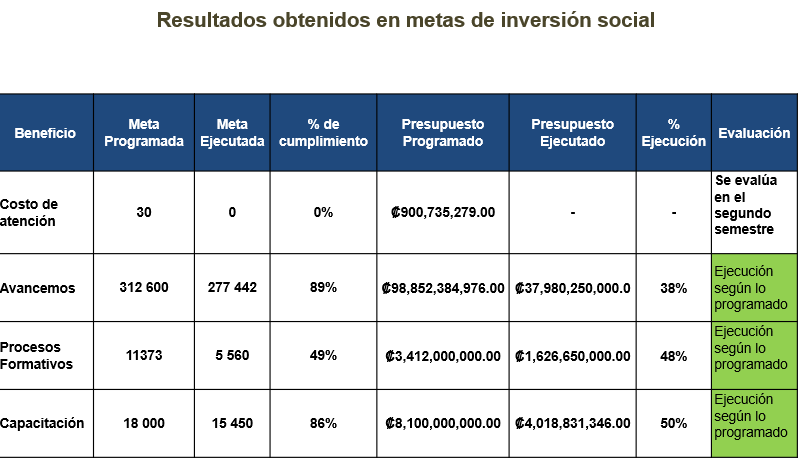 Resultados obtenidos en metas de inversión social
Beneficio
Meta
Programada
Meta
Ejecutada
% de
cumplimiento
Presupuesto
Programado
Presupuesto
Ejecutado
%
Ejecución
Evaluación
Costo de
atención
30
0
0%
₡900,735,279.00
-
-
Se evalúa
en el
segundo
semestre
Avancemos
312 600
277 442
89%
₡98,852,384,976.00
₡37,980,250,000.0
38%
Ejecución
según lo
programado
Procesos
Formativos
11373
5 560
49%
₡3,412,000,000.00
₡1,626,650,000.00
48%
Ejecución
según lo
programado
Capacitación
18 000
15 450
86%
₡8,100,000,000.00
₡4,018,831,346.00
50%
Ejecución
según lo
programado